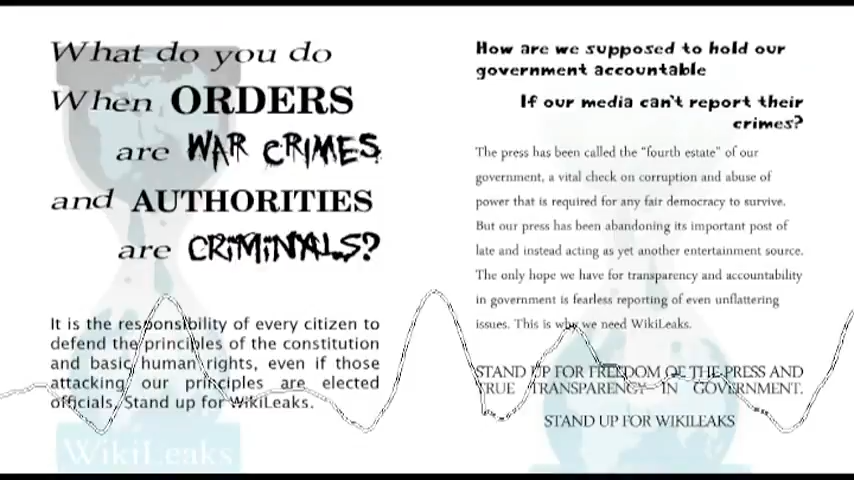 What do you do
When ORDERS
are WAR CRIMES
and AUTHORITIES
are CRIMINALS?
It is the responsibility of every citizen to
defend the principles of the constitution
and basic human rights, even if those
attacking our principles are elected
officials. Stand up for WikiLeaks.
WikiLeaks
How are we supposed to hold our
government accountable
If our media can't report their
crimes?
The press has been called the "fourth estate" of our
government, a vital check on corruption and abuse of
power that is required for any fair democracy to survive.
But our press has been abandoning its important post of
late and instead acting as yet another entertainment source.
The only hope we have for transparency and accountability
in government is fearless reporting of even unflattering
issues. This is why we need WikiLeaks.
STAND UP FOR FREEDOM OF THE PRESS AND
TRUE TRANSPARENCY IN GOVERNMENT.
STAND UP FOR WIKILEAKS